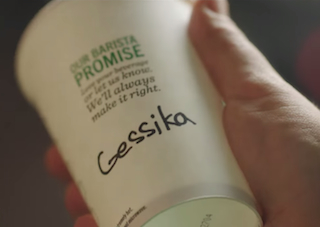 OUR BARISTA
PROMISE
Love your beverage
or let us know.
We'll always
make it right.
Gessika